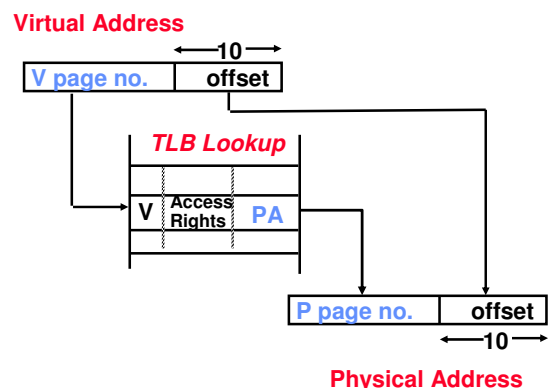 Virtual Address
10
V page no. offset
TLB Lookup
V Access Rights PA
P page no. offset
10
Physical Address